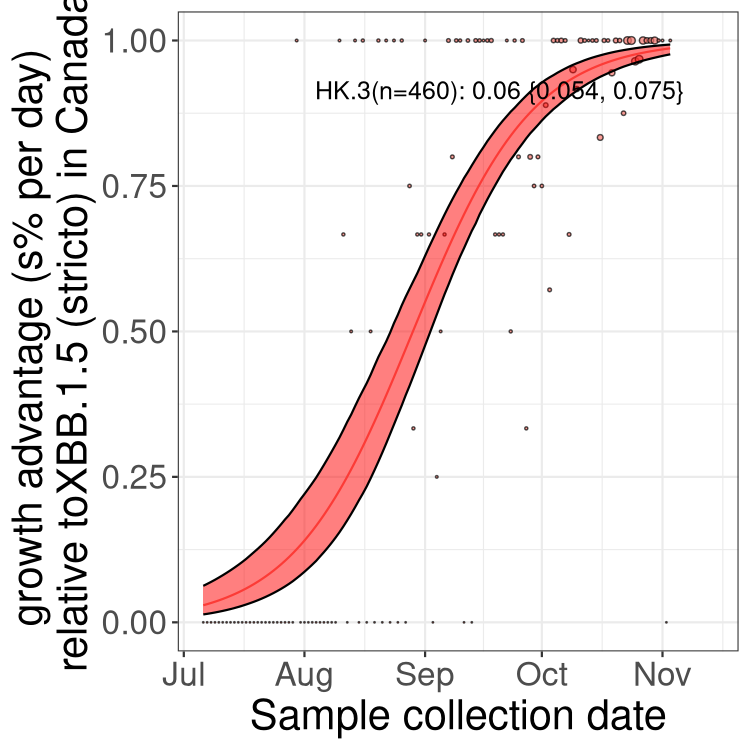 growth advantage (s% per day)
relative toXBB.1.5 (stricto) in Canada
1.00
0.75
0.50
0.25
0.00
HK.3(n=460): 0.06 {0.054, 0.075}
Jul Aug Sep Oct Nov
Sample collection date